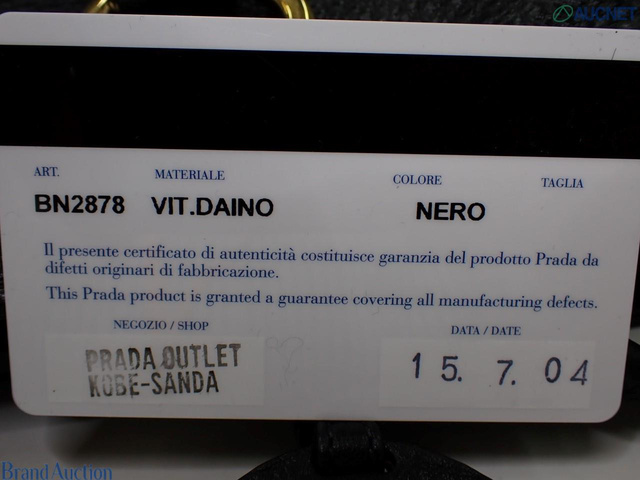 AUCNET
ART. MATERIALE COLORE TAGLIA
BN2878 VIT.DAINO NERO
Il presente certificato di autenticità costituisce garanzia del prodotto Prada da
difetti originari di fabbricazione.
This Prada product is granted a guarantee covering all manufacturing defects.
NEGOZIO / SHOP DATA / DATE
PRADA OUTLET
KOBE-SANDA
15. 7. 04
Brand Auction